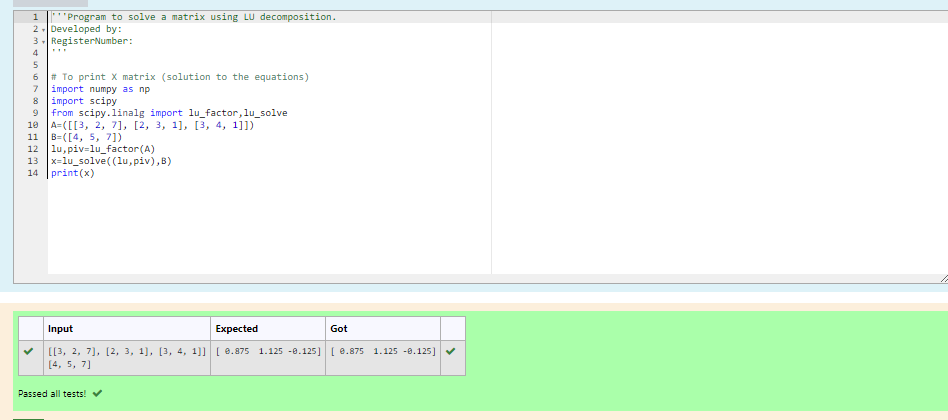 1 '''Program to solve a matrix using LU decomposition.
2 Developed by:
3 RegisterNumber:
4 '''
5
6 # To print X matrix (solution to the equations)
7 import numpy as np
8 import scipy
9 from scipy.linalg import lu_factor,lu_solve
10 A=([[3, 2, 7], [2, 3, 1], [3, 4, 1]])
11 B=([4, 5, 7])
12 lu,piv=lu_factor(A)
13 x=lu_solve((lu,piv),B)
14 print(x)
Input Expected Got
[[3, 2, 7], [2, 3, 1], [3, 4, 1]] [ 0.875 1.125 -0.125] [ 0.875 1.125 -0.125]
[4, 5, 7]
Passed all tests!